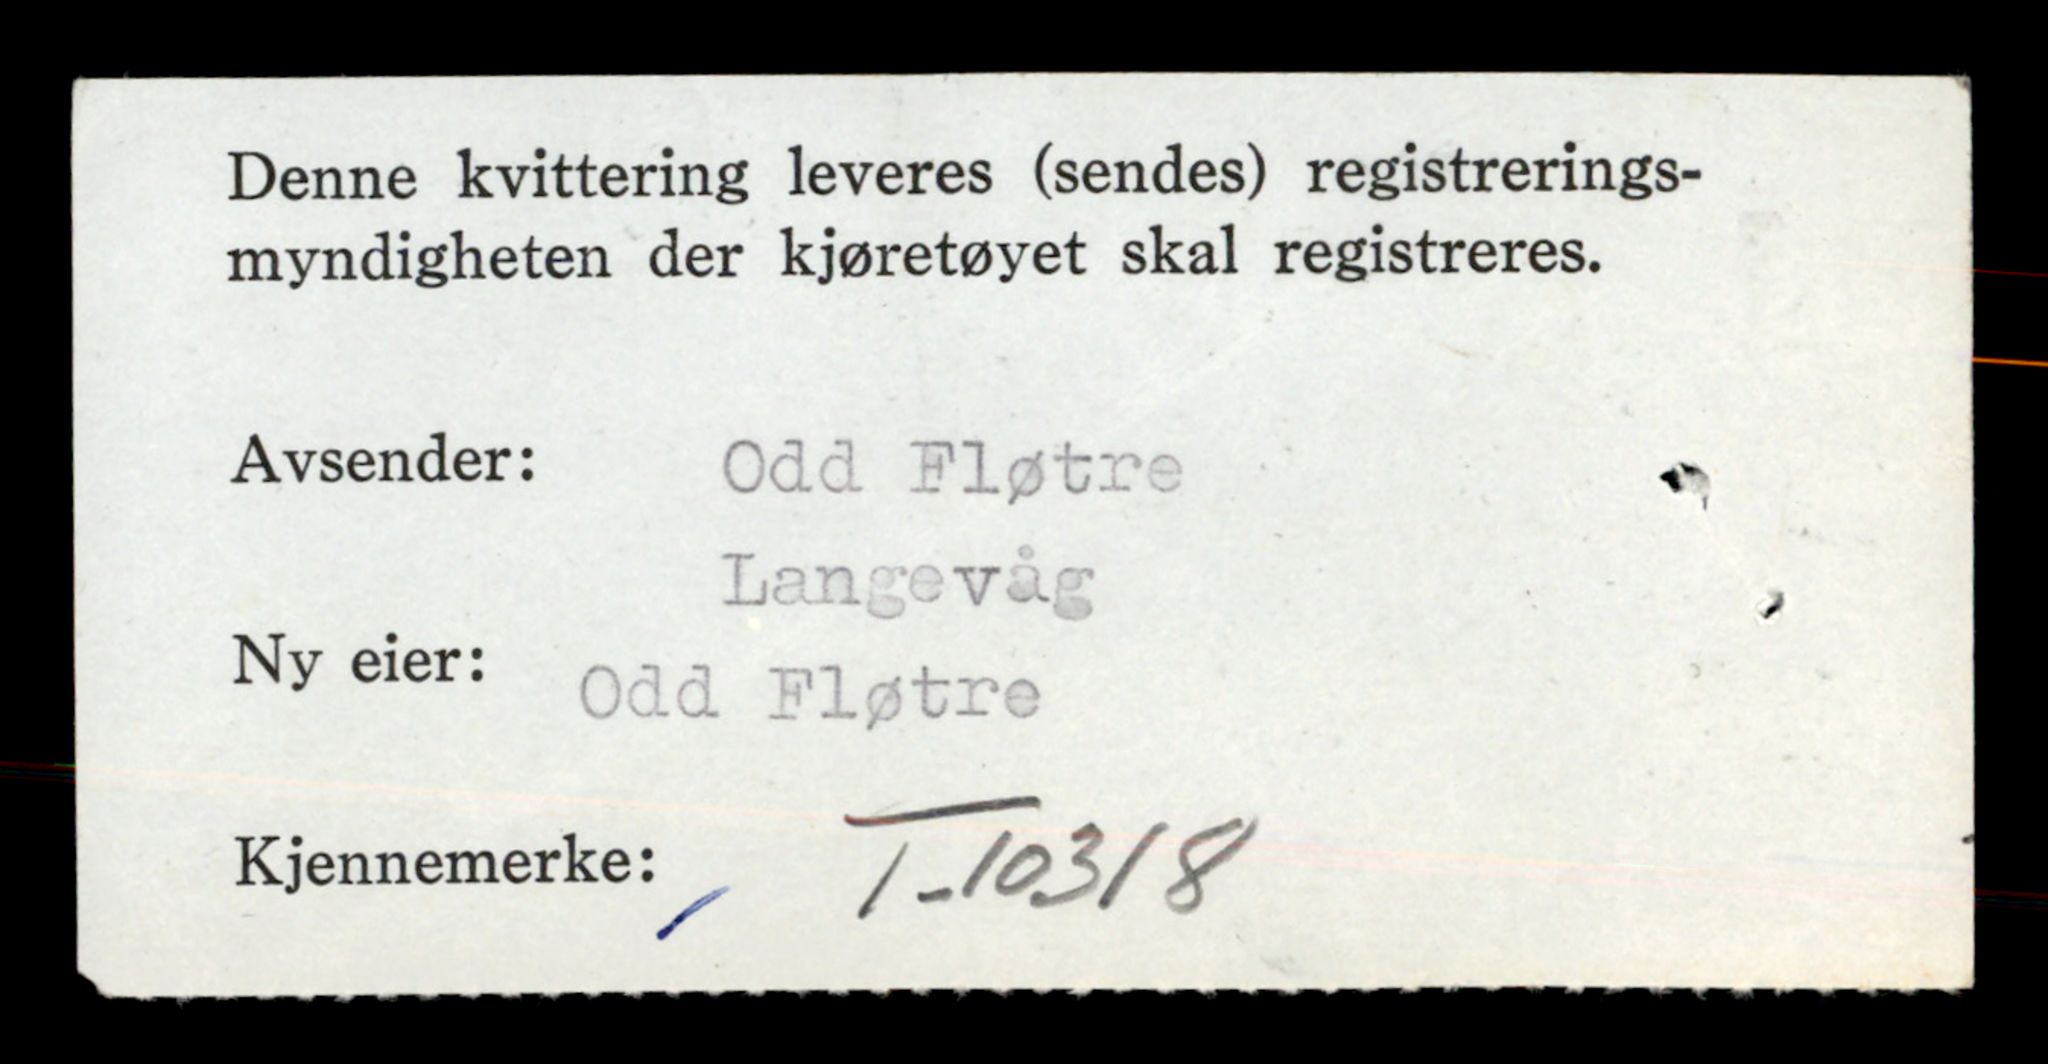 Denne kvittering leveres (sendes) registrerings-
myndigheten der kjøretøyet skal registreres.
Avsender: Odd Fløtre
Langevåg
Ny eier: Odd Fløtre
Kjennemerke: T-10318